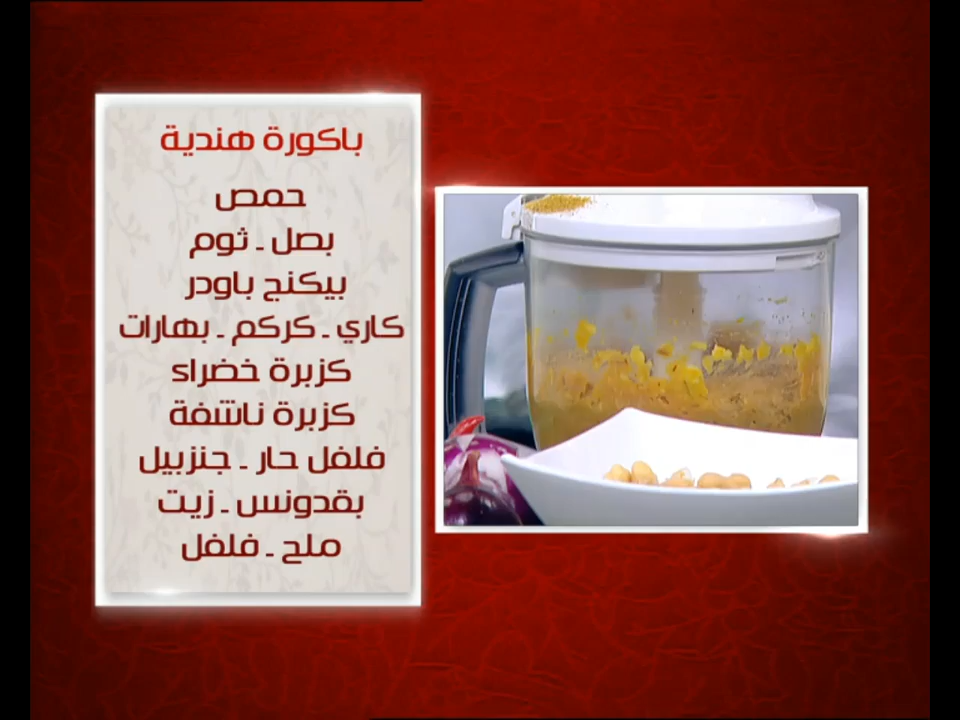 باكورة هندية
حمص
بصل - ثوم
بيكنج باودر
كاري - كركم - بهارات
كزبرة خضراء
كزبرة ناشفة
فلفل حار - جنزبيل
بقدونس - زيت
ملح - فلفل